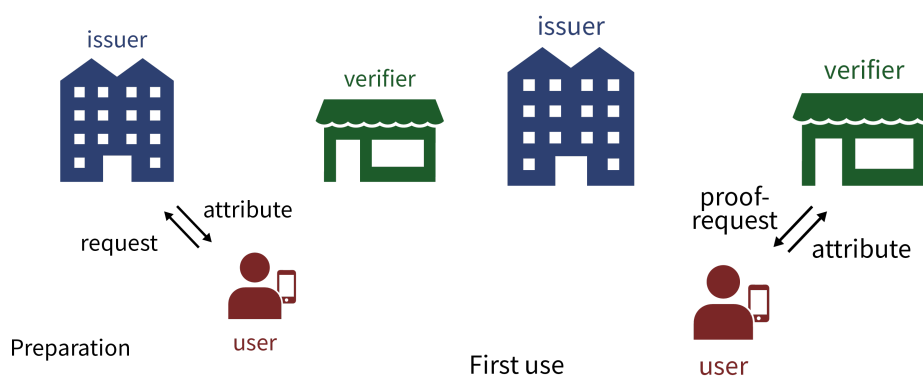 issuer
verifier
attribute
request
user
Preparation
issuer
verifier
proof-
request
attribute
user
First use